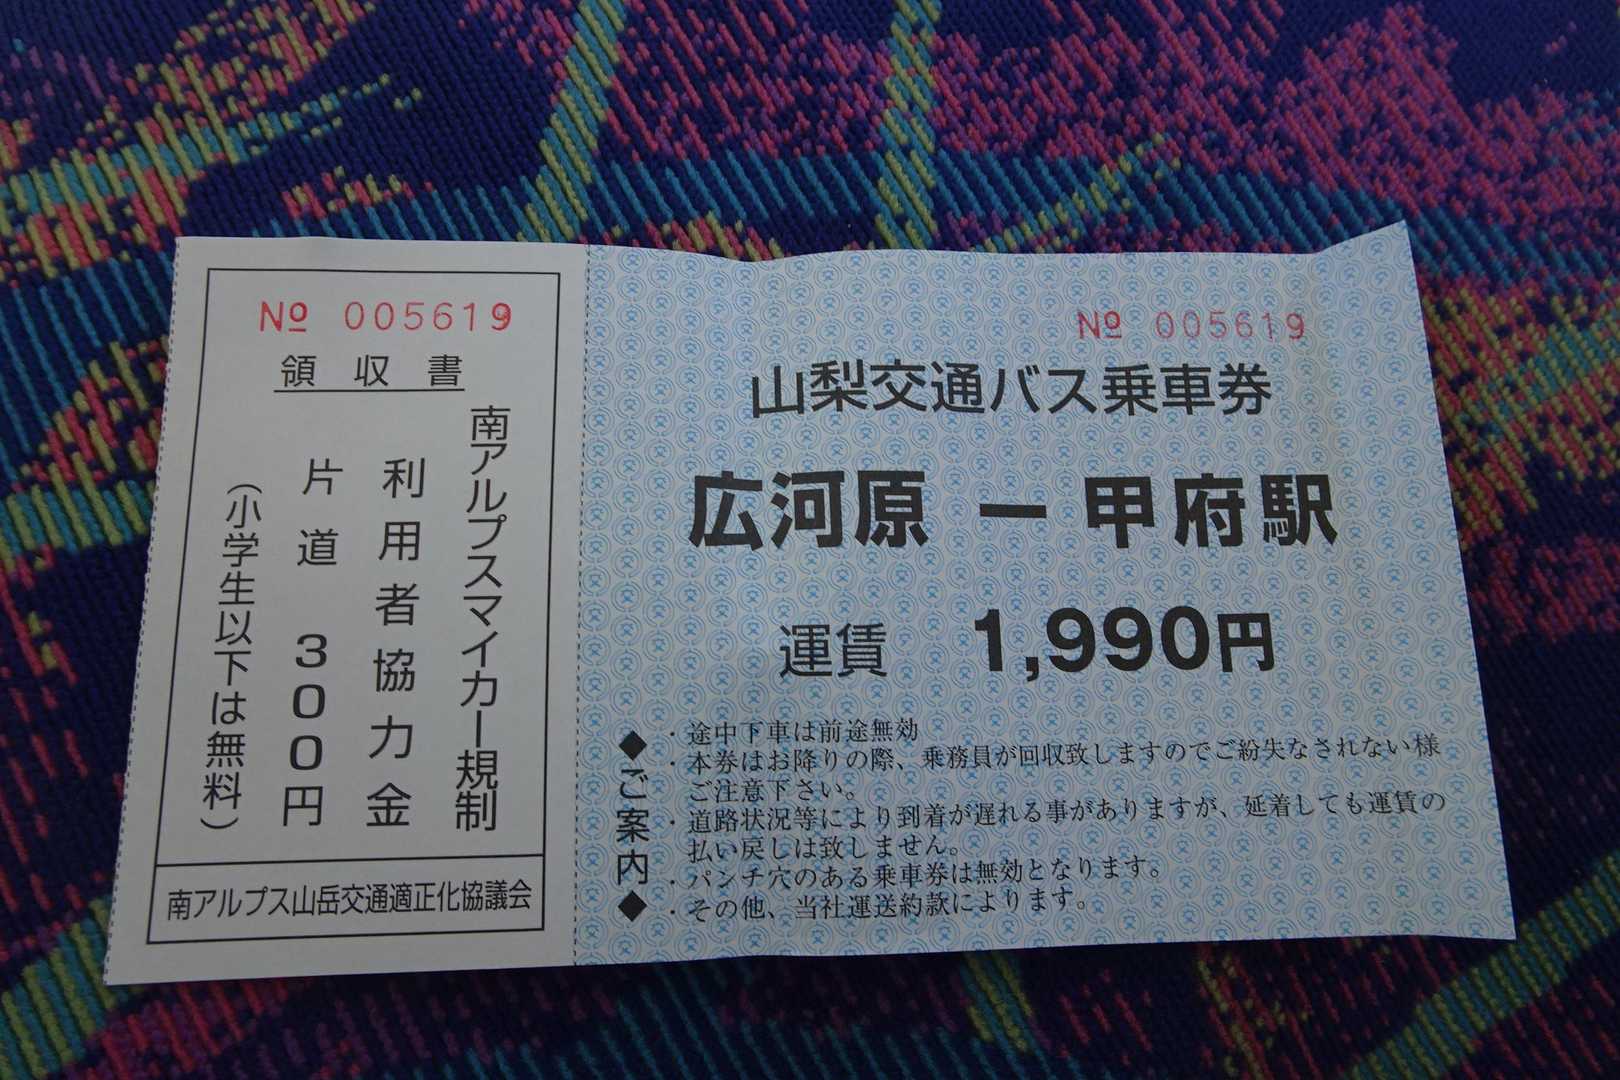 № 005619
領収書
南アルプスマイカー規制
利用者協力金
片道 300円
(小学生以下は無料)
南アルプス山岳交通適正化協議会
№ 005619
山梨交通バス乗車券
広河原 ー 甲府駅
運賃 1,990円
◆ご案内◆
・途中下車は前途無効
・本券はお降りの際、乗務員が回収致しますのでご紛失なされない様
ご注意下さい。
・道路状況等により到着が遅れる事がありますが、延着しても運賃の
払い戻しは致しません。
・パンチ穴のある乗車券は無効となります。
・その他、当社運送約款によります。